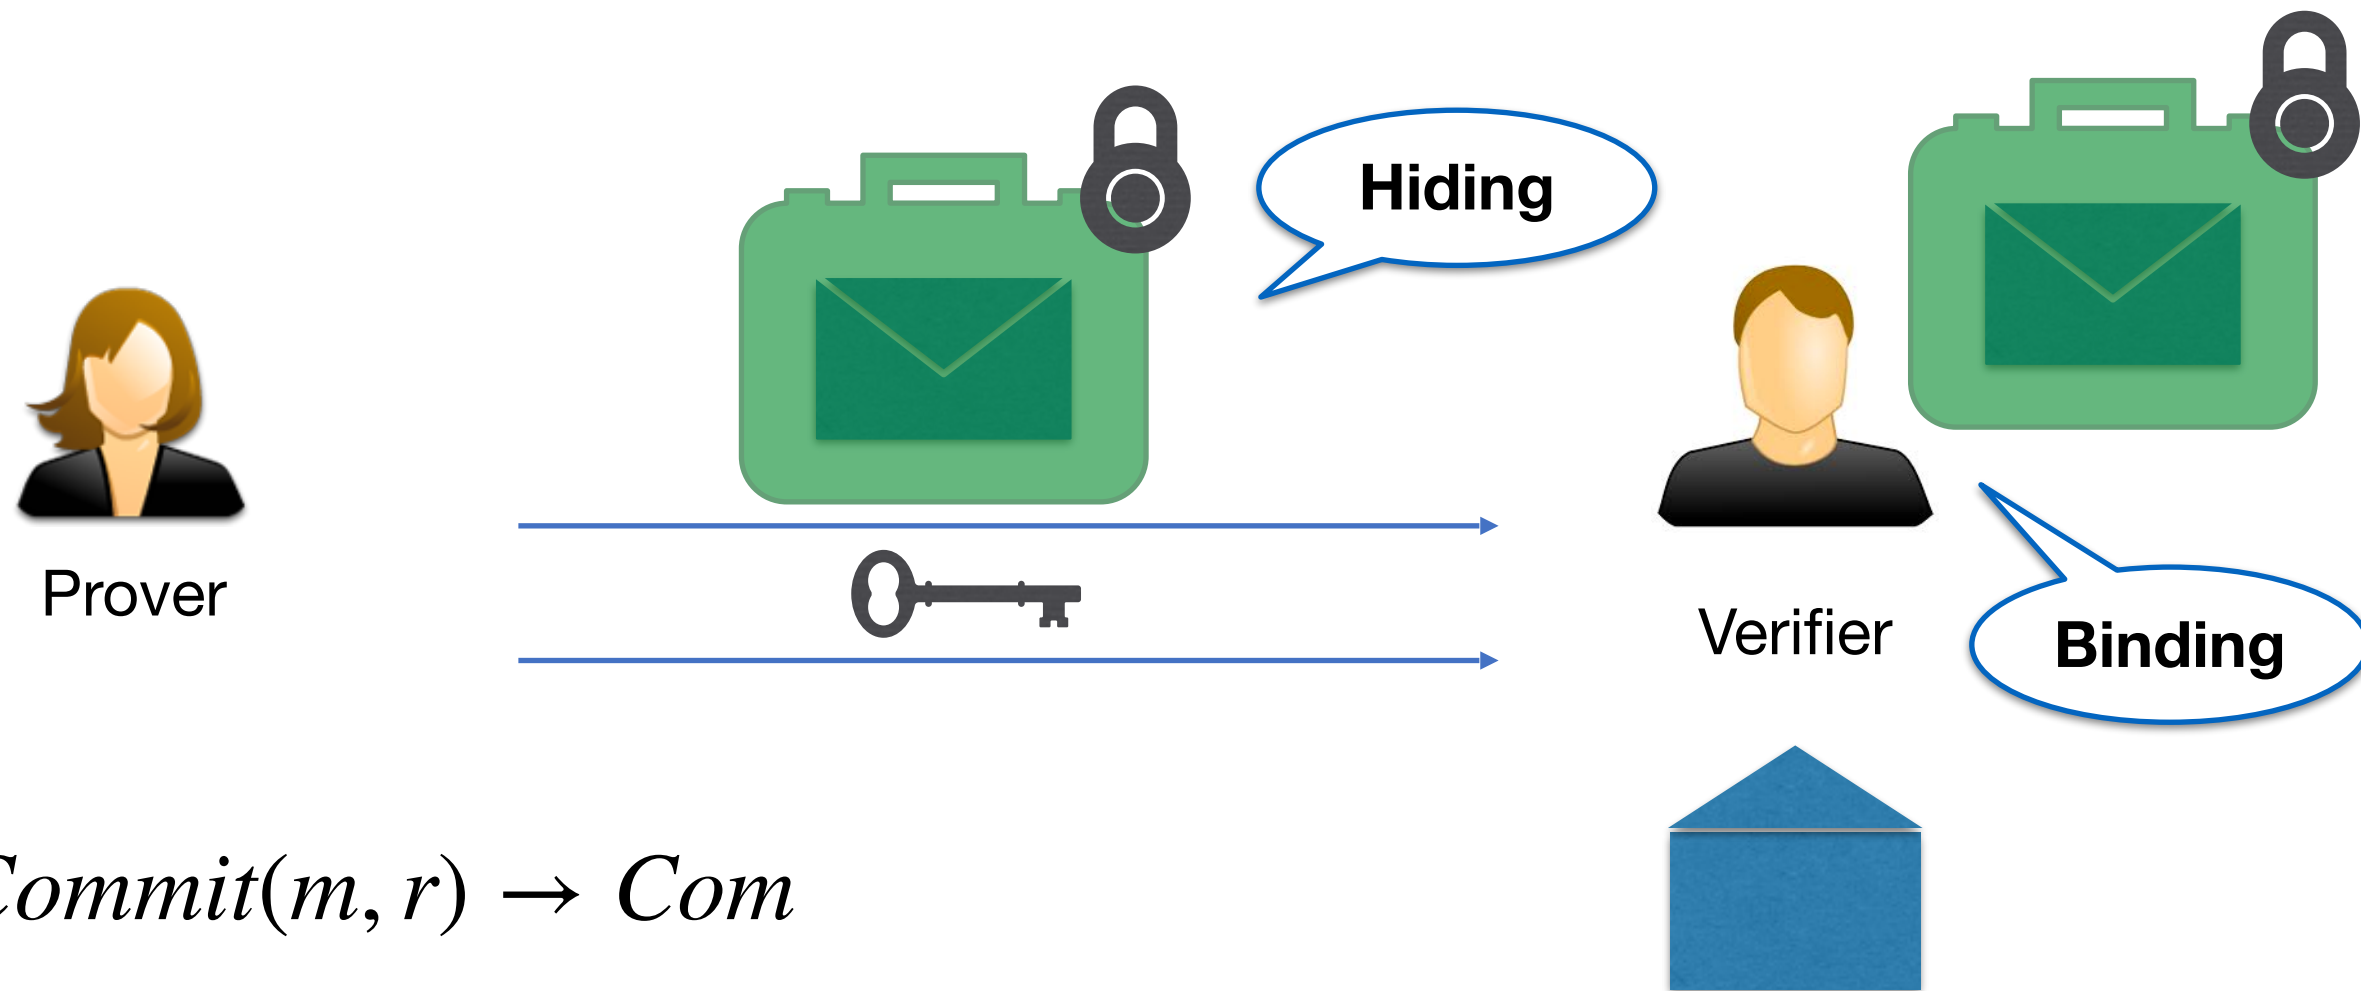 Hiding
Prover
Verifier
Binding
Commit(m, r) → Com